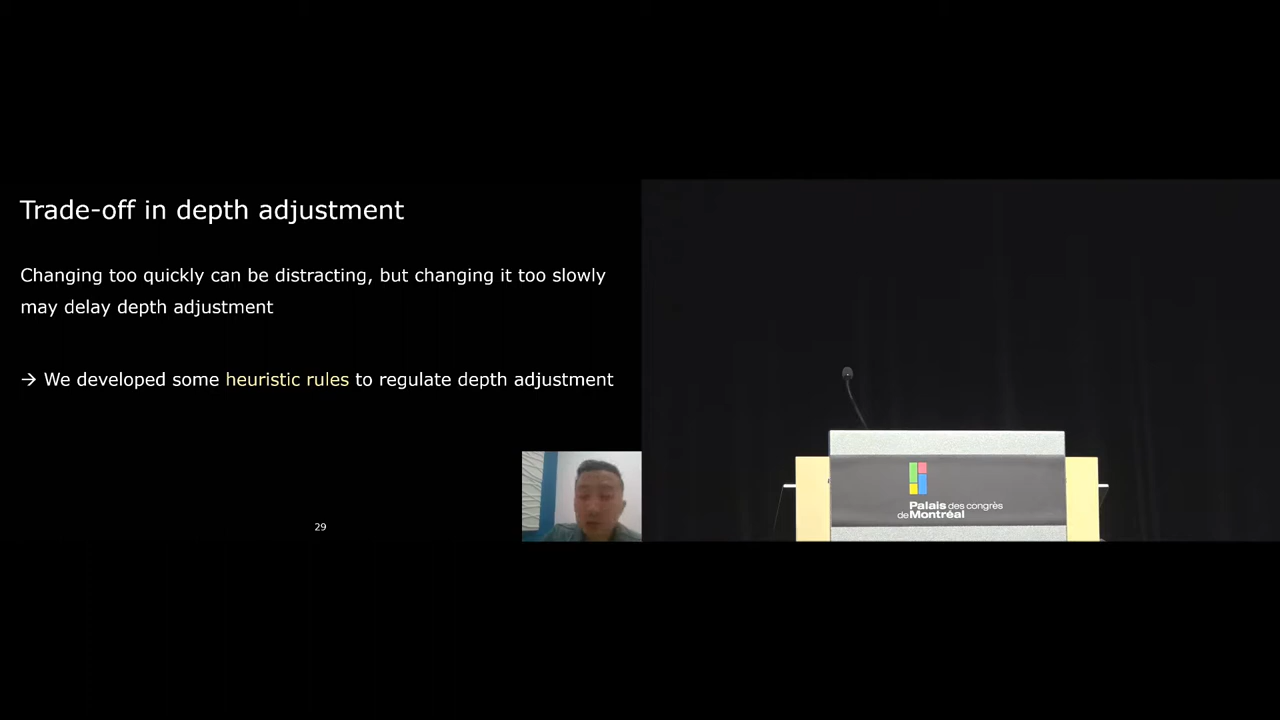 Trade-off in depth adjustment
Changing too quickly can be distracting, but changing it too slowly
may delay depth adjustment
→ We developed some heuristic rules to regulate depth adjustment
29
Palais des congrès
de Montréal